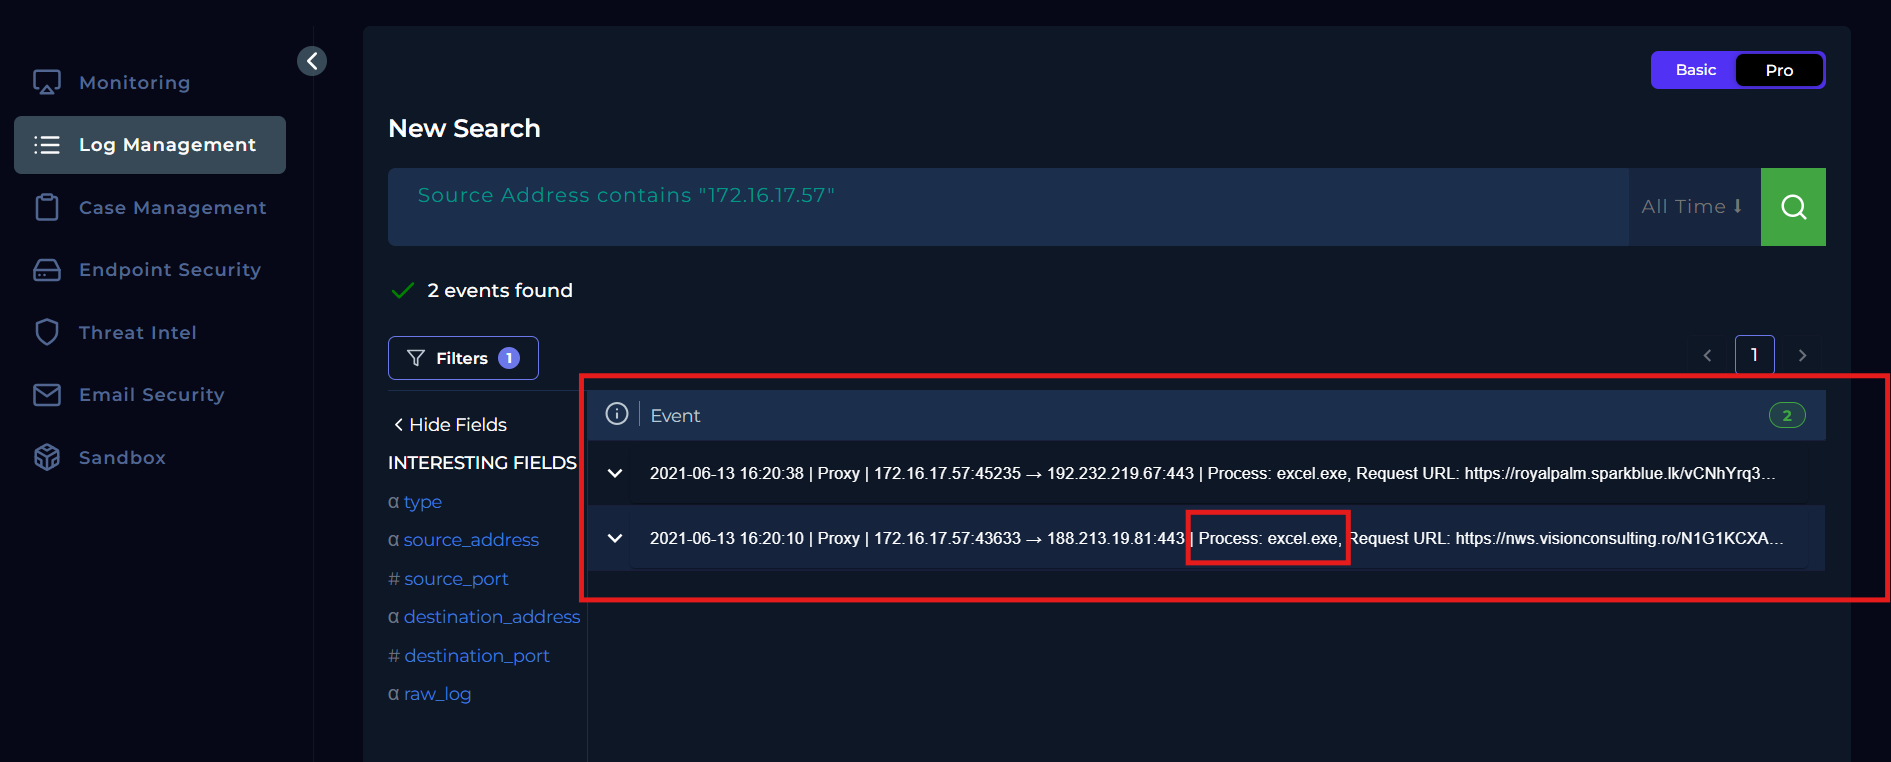 Monitoring
Log Management
Case Management
Endpoint Security
Threat Intel
Email Security
Sandbox
Basic Pro
New Search
Source Address contains "172.16.17.57"
All Time ⬇
2 events found
Filters 1
1
Hide Fields
INTERESTING FIELDS
α type
α source_address
# source_port
α destination_address
# destination_port
α raw_log
Event 2
2021-06-13 16:20:38 | Proxy | 172.16.17.57:45235 → 192.232.219.67:443 | Process: excel.exe, Request URL: https://royalpalm.sparkblue.lk/vCNhYrq3...
2021-06-13 16:20:10 | Proxy | 172.16.17.57:43633 → 188.213.19.81:443 | Process: excel.exe, Request URL: https://nws.visionconsulting.ro/N1G1KCXA...